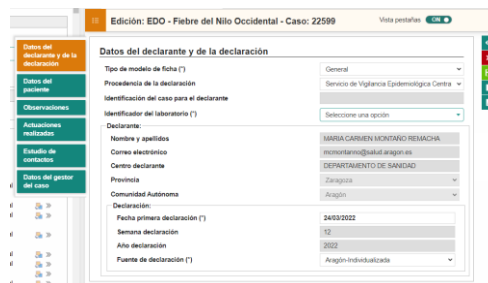 Edición: EDO - Fiebre del Nilo Occidental - Caso: 22599
Vista pestañas ON
Datos del declarante y de la declaración
Datos del paciente
Observaciones
Actuaciones realizadas
Estudio de contactos
Datos del gestor del caso
Datos del declarante y de la declaración
Tipo de modelo de ficha (*) General
Procedencia de la declaración Servicio de Vigilancia Epidemiológica Centra
Identificación del caso para el declarante
Identificador del laboratorio (*) Seleccione una opción
Declarante:
Nombre y apellidos MARIA CARMEN MONTAÑO REMACHA
Correo electrónico mcmontanno@salud.aragon.es
Centro declarante DEPARTAMENTO DE SANIDAD
Provincia Zaragoza
Comunidad Autónoma Aragón
Declaración:
Fecha primera declaración (*) 24/03/2022
Semana declaración 12
Año declaración 2022
Fuente de declaración (*) Aragón-Individualizada